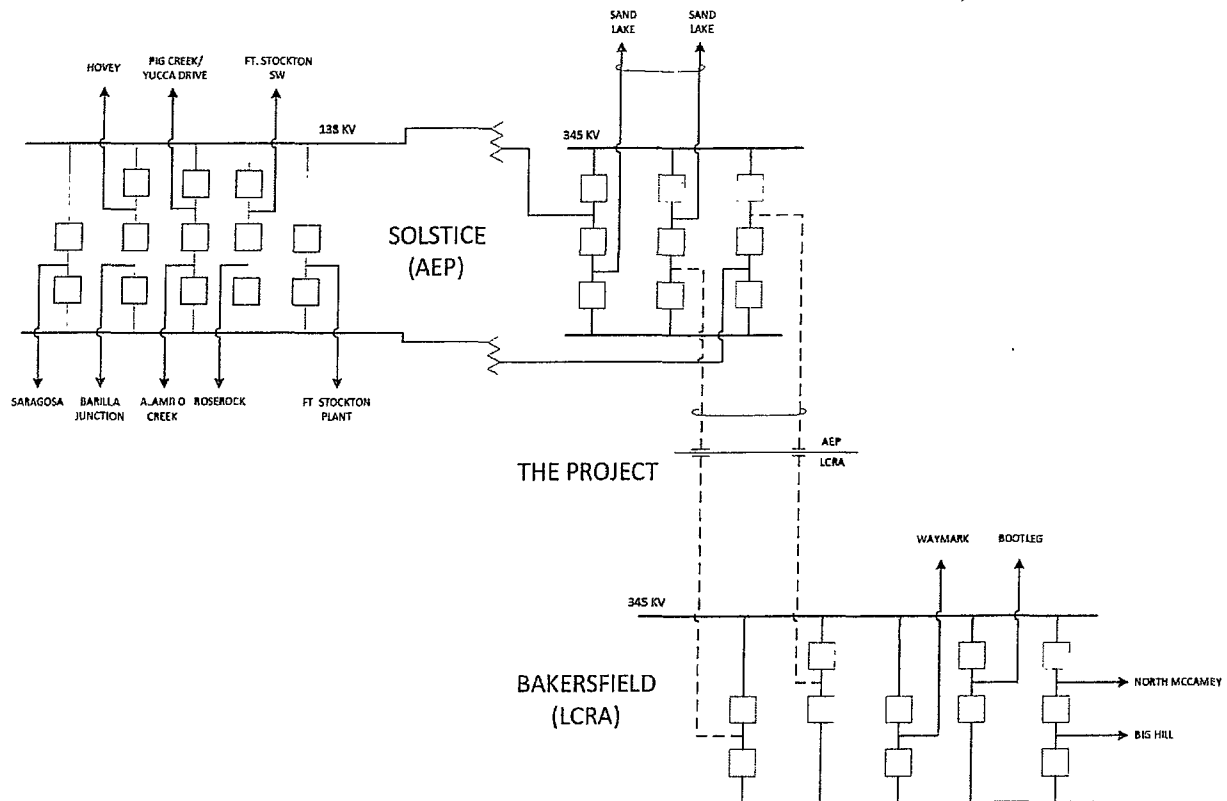 SAND
LAKE
SAND
LAKE
HOVEY
PIG CREEK/
YUCCA DRIVE
FT. STOCKTON
SW
138 KV
345 KV
SOLSTICE
(AEP)
SARAGOSA
BARILLA
JUNCTION
ALAMO
CREEK
ROSEROCK
FT STOCKTON
PLANT
AEP
LCRA
THE PROJECT
WAYMARK
BOOTLEG
345 KV
BAKERSFIELD
(LCRA)
NORTH MCCAMEY
BIG HILL